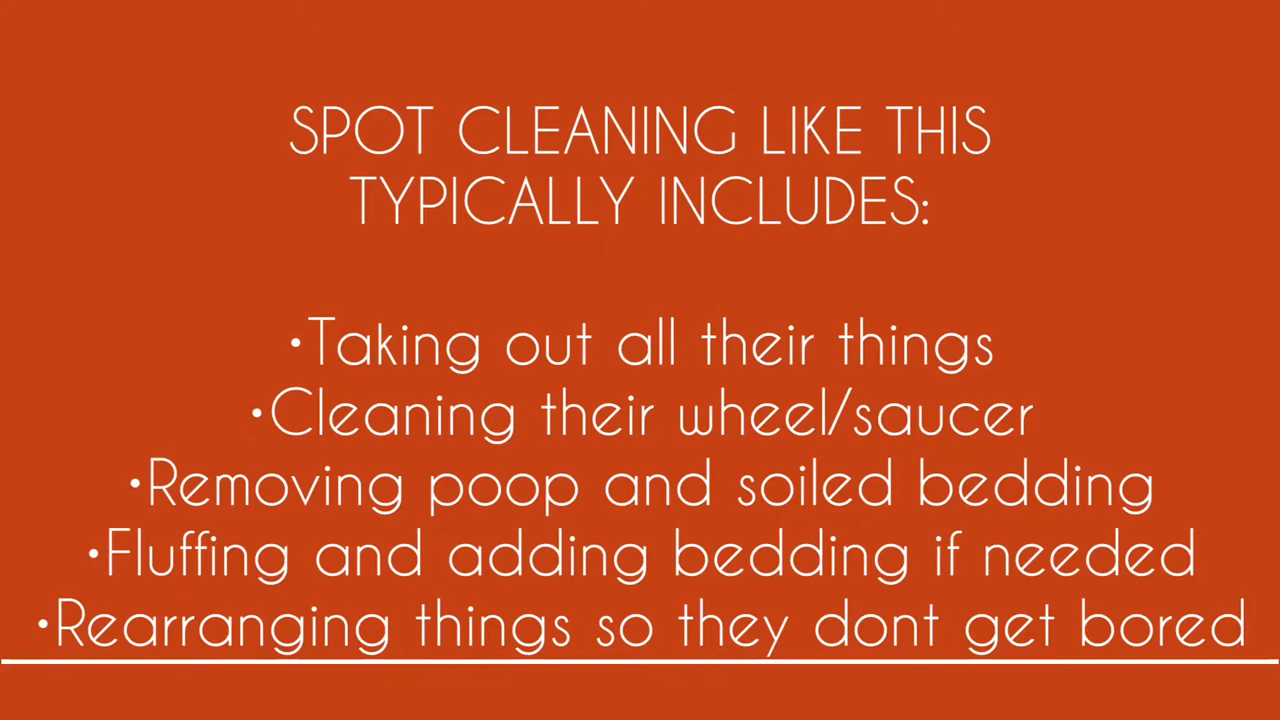 SPOT CLEANING LIKE THIS
TYPICALLY INCLUDES:
•Taking out all their things
•Cleaning their wheel/saucer
•Removing poop and soiled bedding
•Fluffing and adding bedding if needed
•Rearranging things so they dont get bored